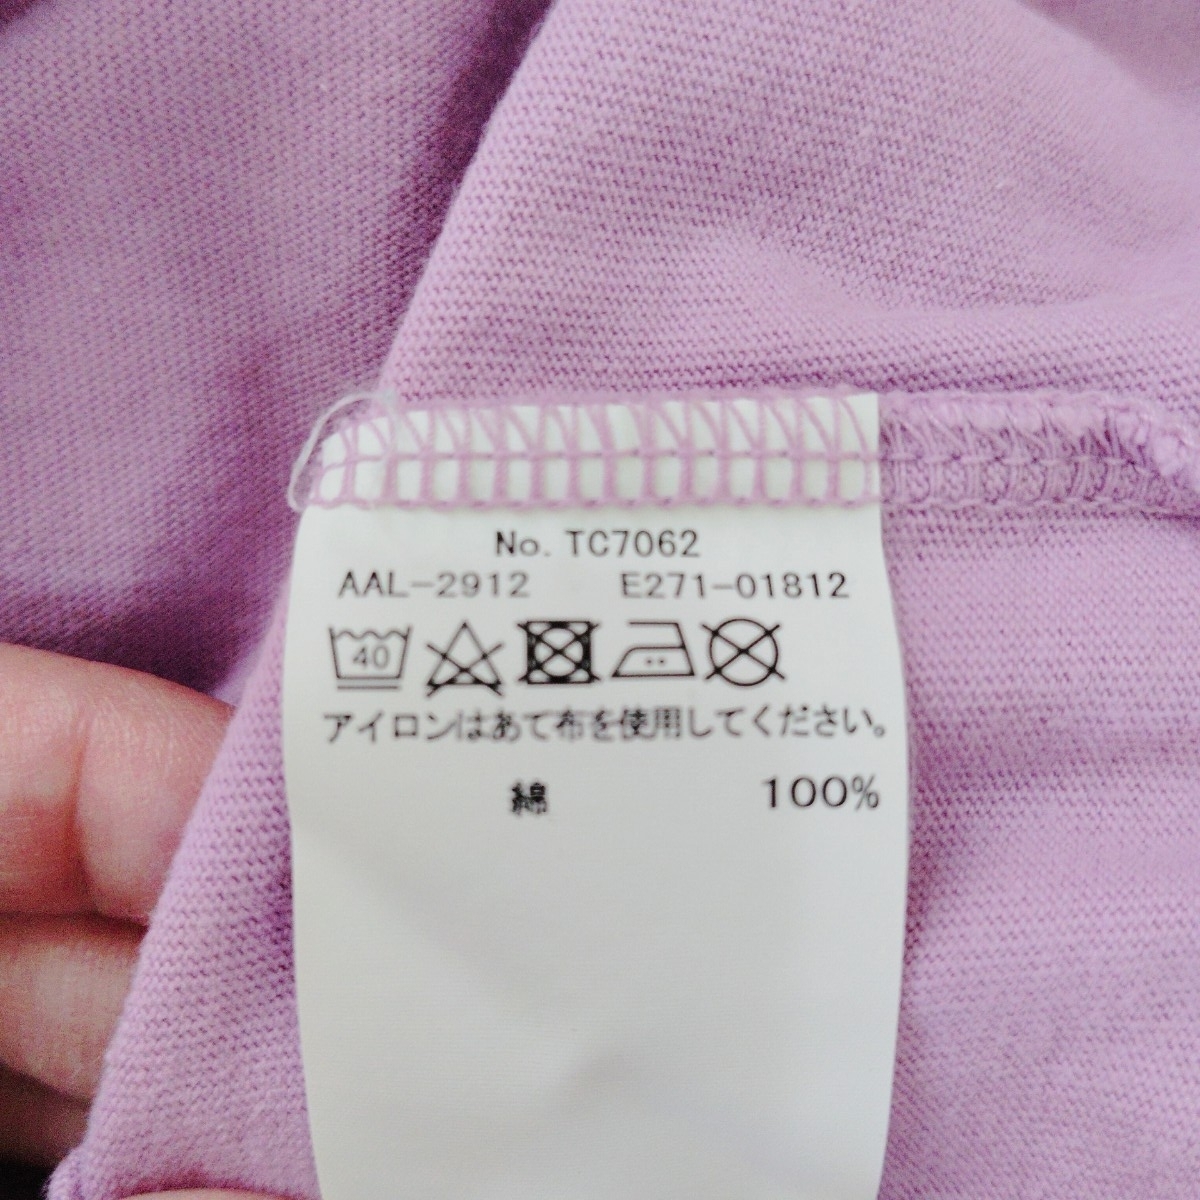 No. TC7062
AAL-2912 E271-01812
40
アイロンはあて布を使用してください。
綿 100%